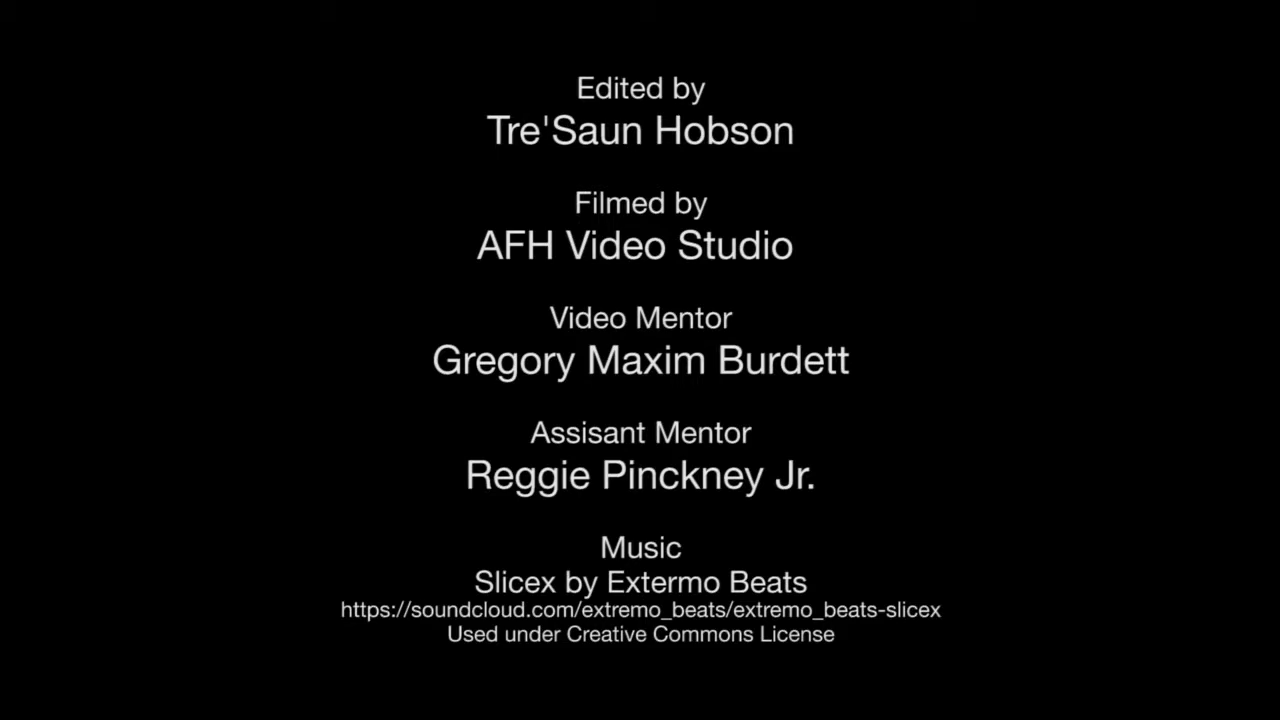 Edited by
Tre'Saun Hobson
Filmed by
AFH Video Studio
Video Mentor
Gregory Maxim Burdett
Assisant Mentor
Reggie Pinckney Jr.
Music
Slicex by Extermo Beats
https://soundcloud.com/extremo_beats/extremo_beats-slicex
Used under Creative Commons License